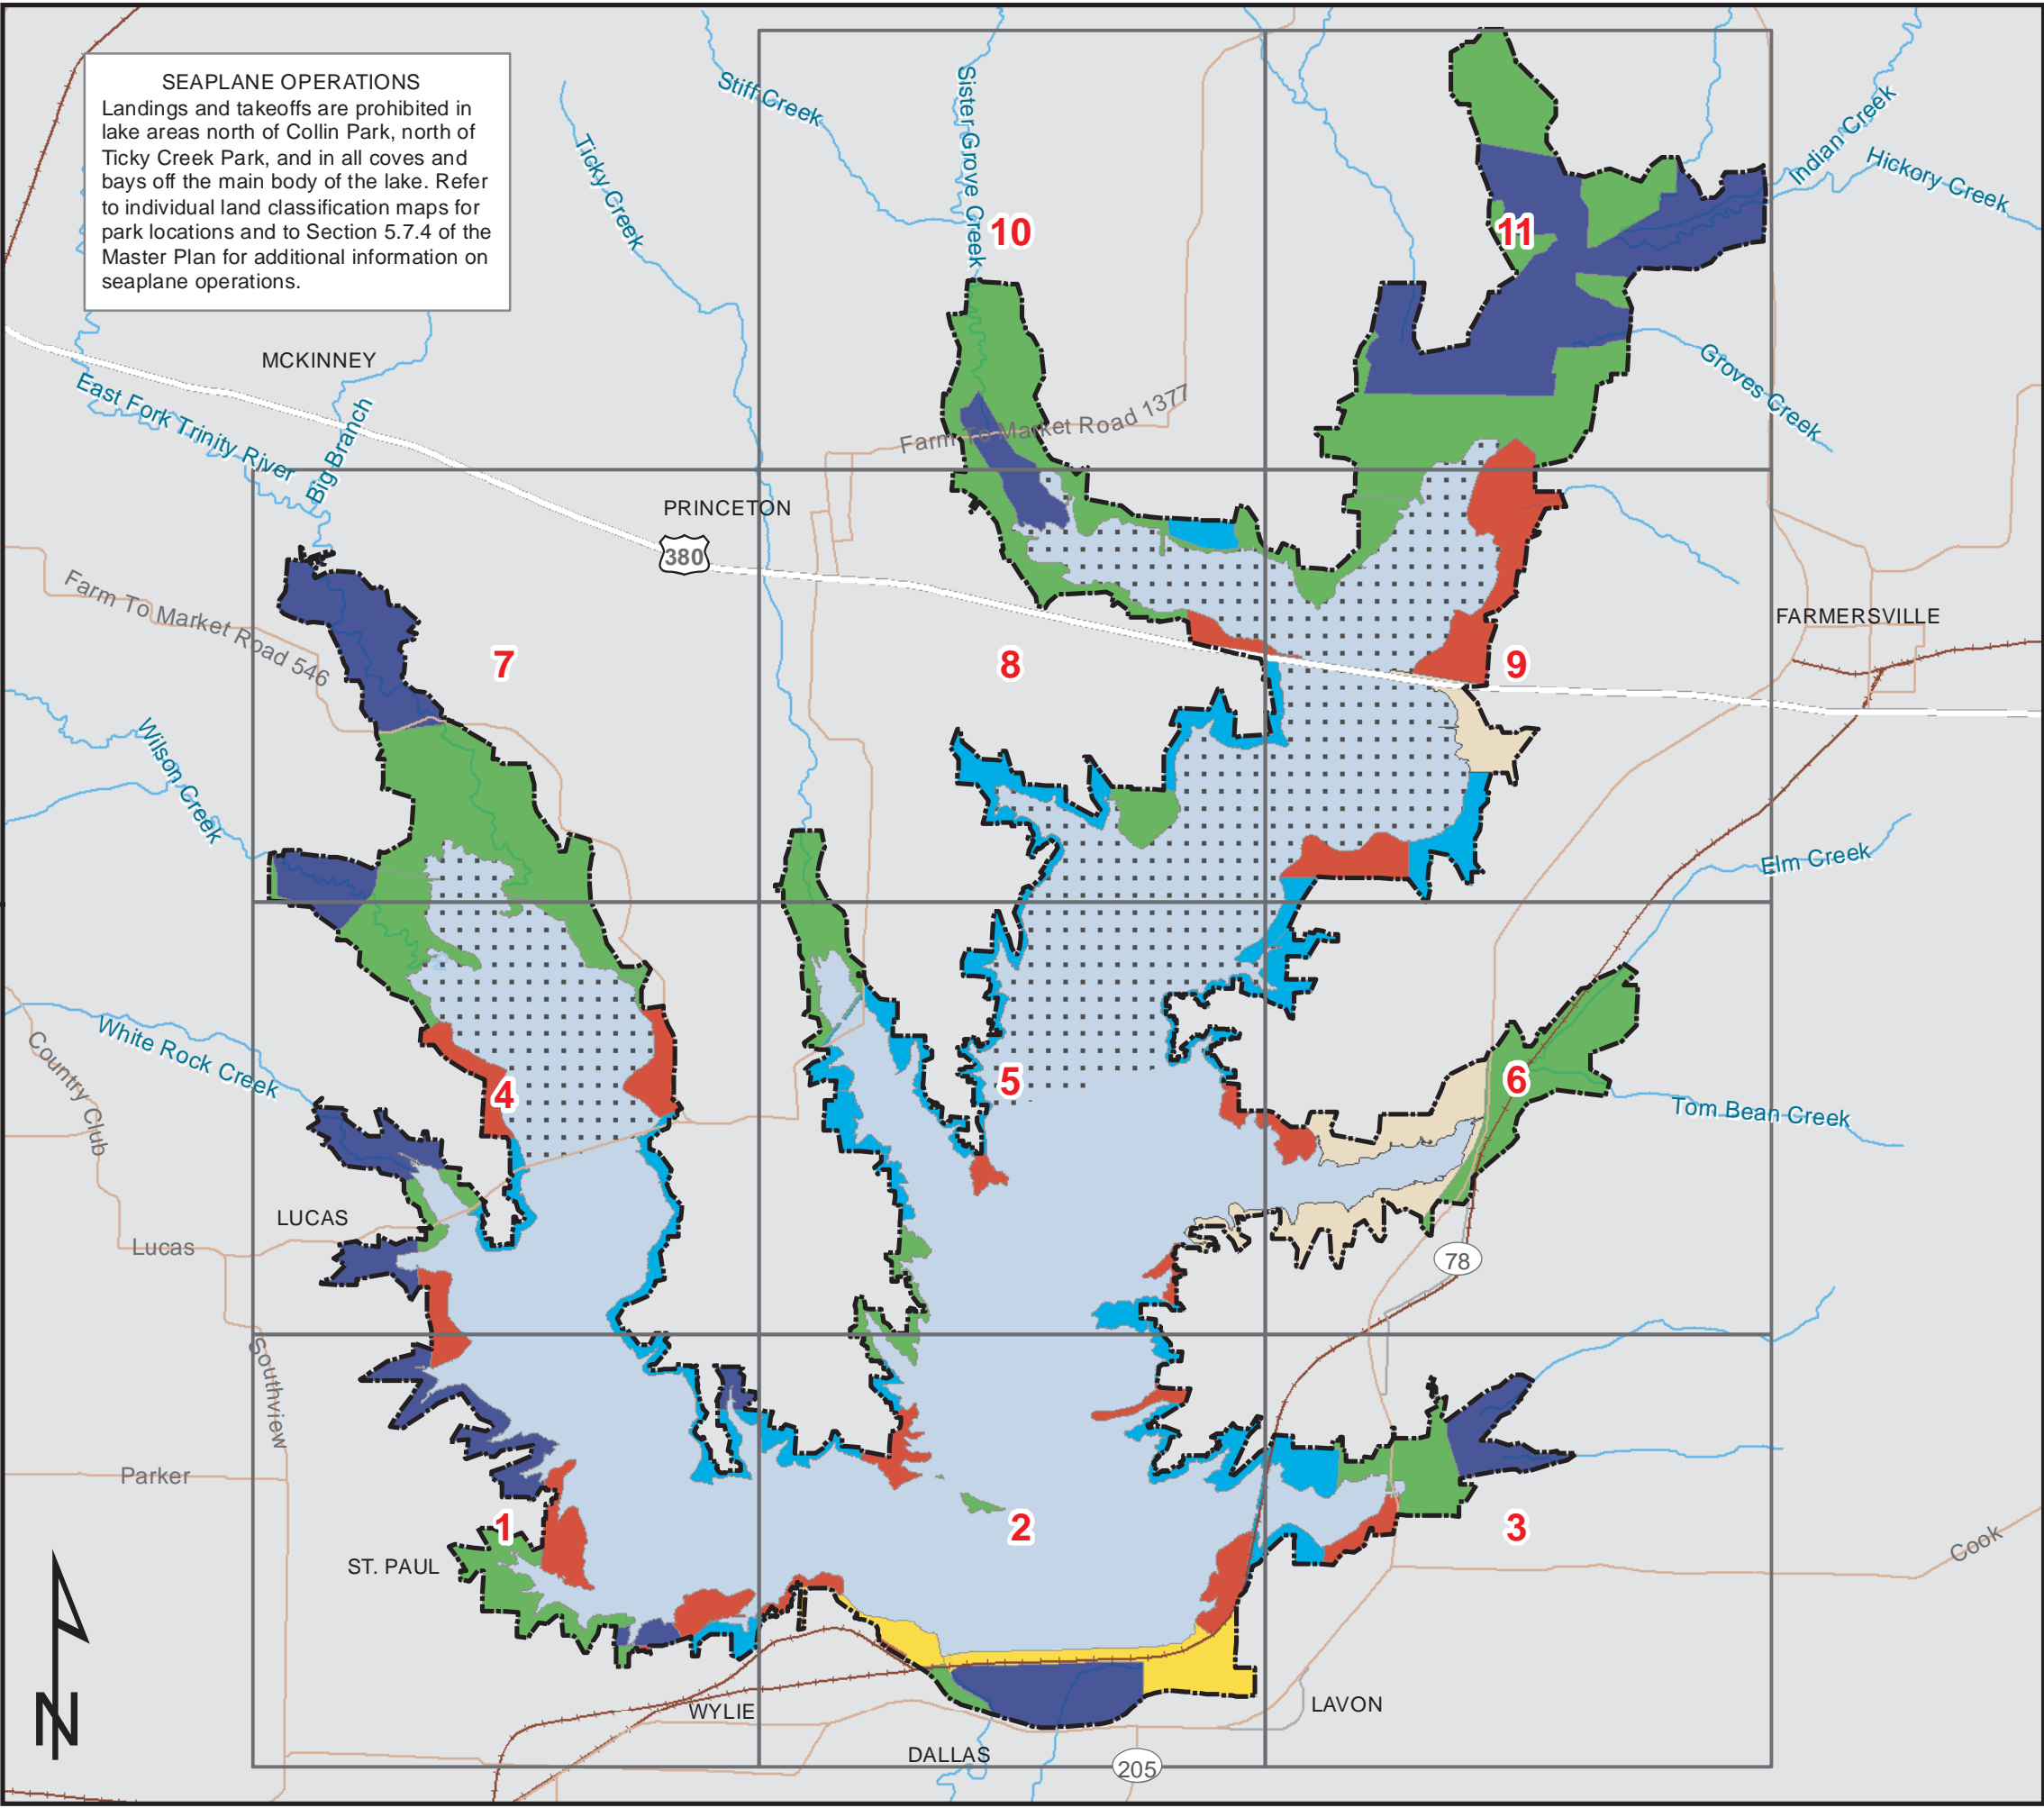 SEAPLANE OPERATIONS
Landings and takeoffs are prohibited in
lake areas north of Collin Park, north of
Ticky Creek Park, and in all coves and
bays off the main body of the lake. Refer
to individual land classification maps for
park locations and to Section 5.7.4 of the
Master Plan for additional information on
seaplane operations.
Stiff Creek
Sister Grove Creek
Ticky Creek
Indian Creek
Hickory Creek
10
11
MCKINNEY
East Fork Trinity River
Big Branch
Groves Creek
Farm To Market Road 1377
PRINCETON
380
Farm To Market Road 546
FARMERSVILLE
7
8
9
Wilson Creek
Elm Creek
White Rock Creek
Country Club
4
5
6
Tom Bean Creek
LUCAS
Lucas
78
Southview
Parker
1
2
3
ST. PAUL
Cook
N
WYLIE
LAVON
DALLAS
205